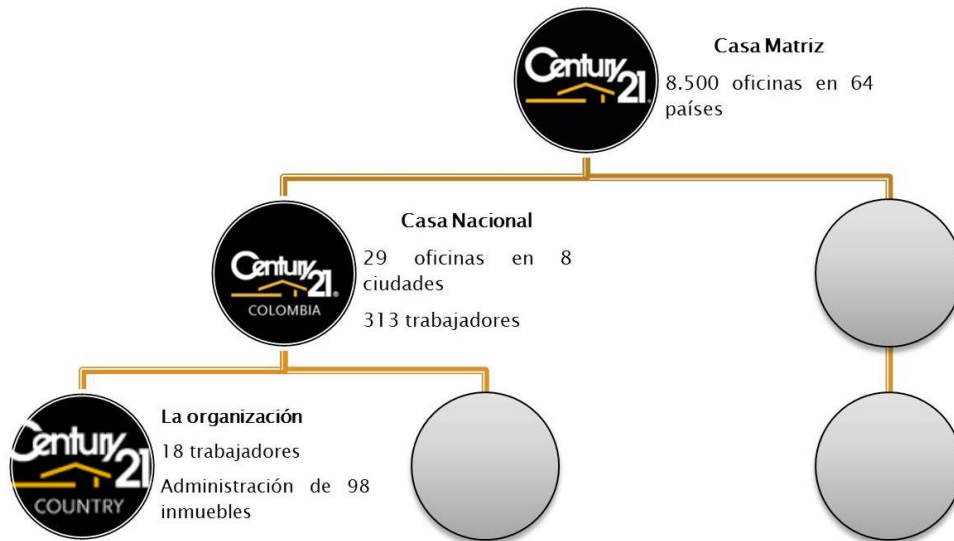 Century 21
Casa Matriz
8.500 oficinas en 64
países
Century 21
COLOMBIA
Casa Nacional
29 oficinas en 8
ciudades
313 trabajadores
Century 21
COUNTRY
La organización
18 trabajadores
Administración de 98
inmuebles